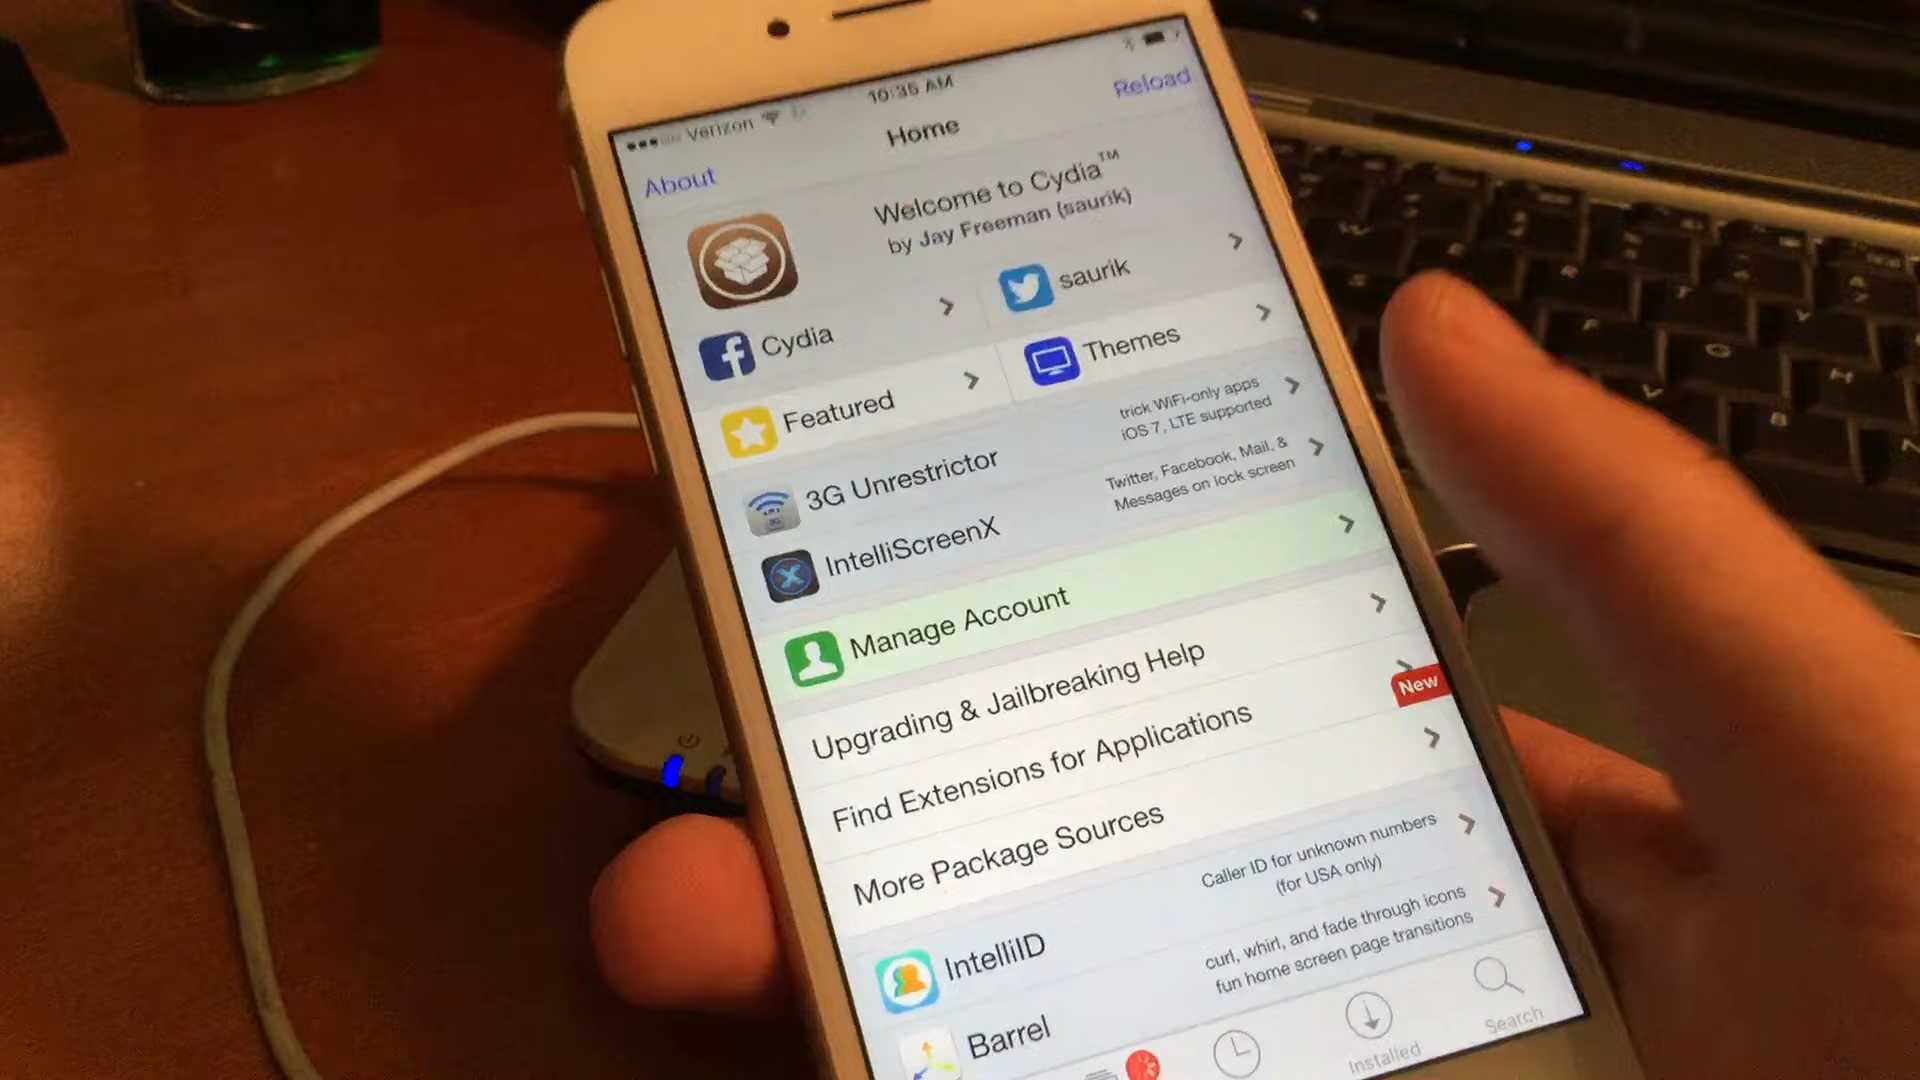 Verizon
10:35 AM
Home
Reload
About
Welcome to Cydia™
by Jay Freeman (saurik)
Cydia
saurik
Featured
Themes
3G Unrestrictor
trick WiFi-only apps
iOS 7, LTE supported
IntelliScreenX
Twitter, Facebook, Mail, &
Messages on lock screen
Manage Account
Upgrading & Jailbreaking Help
Find Extensions for Applications
New
More Package Sources
IntelliID
Caller ID for unknown numbers
(for USA only)
Barrel
curl, whirl, and fade through icons
fun home screen page transitions
Installed
Search